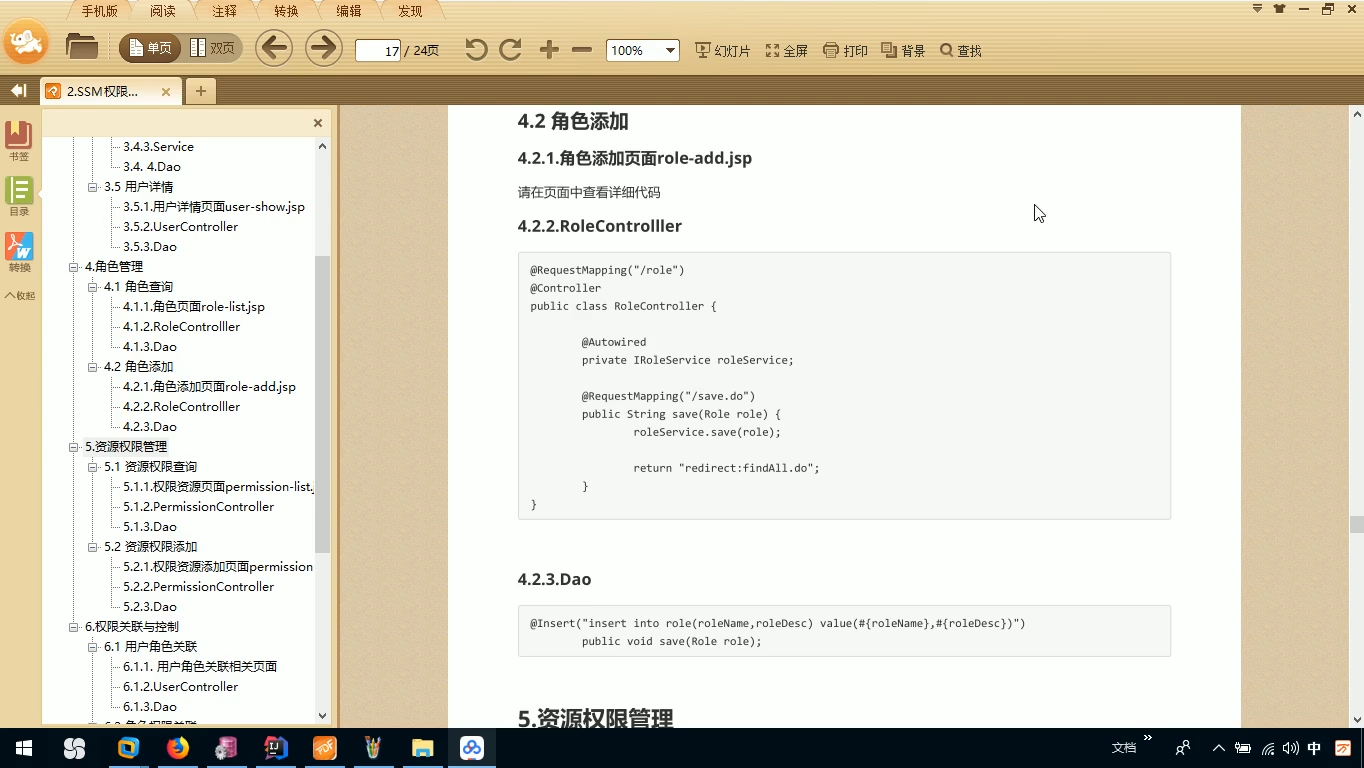 手机版 阅读 注释 转换 编辑 发现
单页 双页 17 / 24页 100% 幻灯片 全屏 打印 背景 查找
2.SSM权限...
书签
目录
转换
收起
3.4.3.Service
3.4. 4.Dao
3.5 用户详情
3.5.1.用户详情页面user-show.jsp
3.5.2.UserController
3.5.3.Dao
4.角色管理
4.1 角色查询
4.1.1.角色页面role-list.jsp
4.1.2.RoleControlller
4.1.3.Dao
4.2 角色添加
4.2.1.角色添加页面role-add.jsp
4.2.2.RoleControlller
4.2.3.Dao
5.资源权限管理
5.1 资源权限查询
5.1.1.权限资源页面permission-list.j
5.1.2.PermissionController
5.1.3.Dao
5.2 资源权限添加
5.2.1.权限资源添加页面permission
5.2.2.PermissionController
5.2.3.Dao
6.权限关联与控制
6.1 用户角色关联
6.1.1. 用户角色关联相关页面
6.1.2.UserController
6.1.3.Dao
4.2 角色添加
4.2.1.角色添加页面role-add.jsp
请在页面中查看详细代码
4.2.2.RoleControlller
@RequestMapping("/role")
@Controller
public class RoleController {
@Autowired
private IRoleService roleService;
@RequestMapping("/save.do")
public String save(Role role) {
roleService.save(role);
return "redirect:findAll.do";
}
}
4.2.3.Dao
@Insert("insert into role(roleName,roleDesc) value(#{roleName},#{roleDesc})")
public void save(Role role);
5.资源权限管理
文档 中